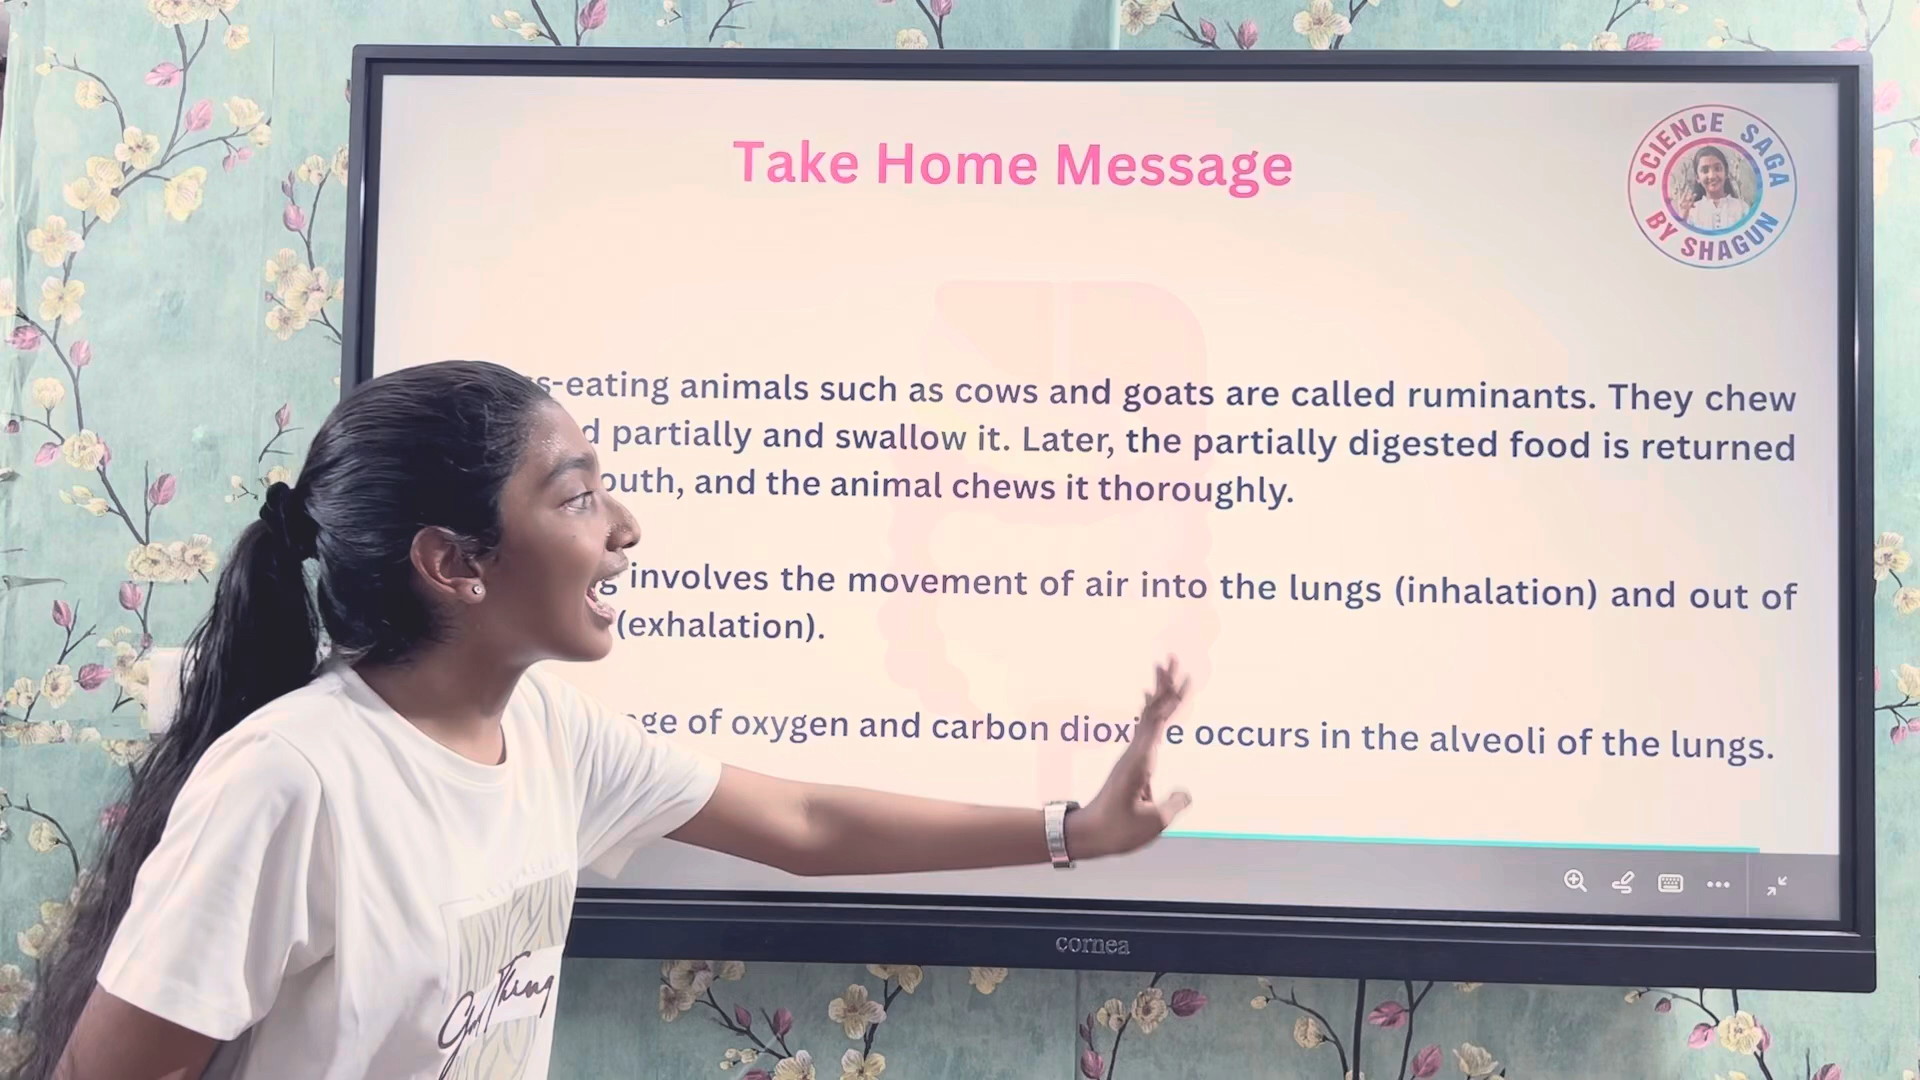 Take Home Message
SCIENCE SAGA
BY SHAGUN
s-eating animals such as cows and goats are called ruminants. They chew
d partially and swallow it. Later, the partially digested food is returned
outh, and the animal chews it thoroughly.
g involves the movement of air into the lungs (inhalation) and out of
(exhalation).
ge of oxygen and carbon dioxi e occurs in the alveoli of the lungs.
cornea